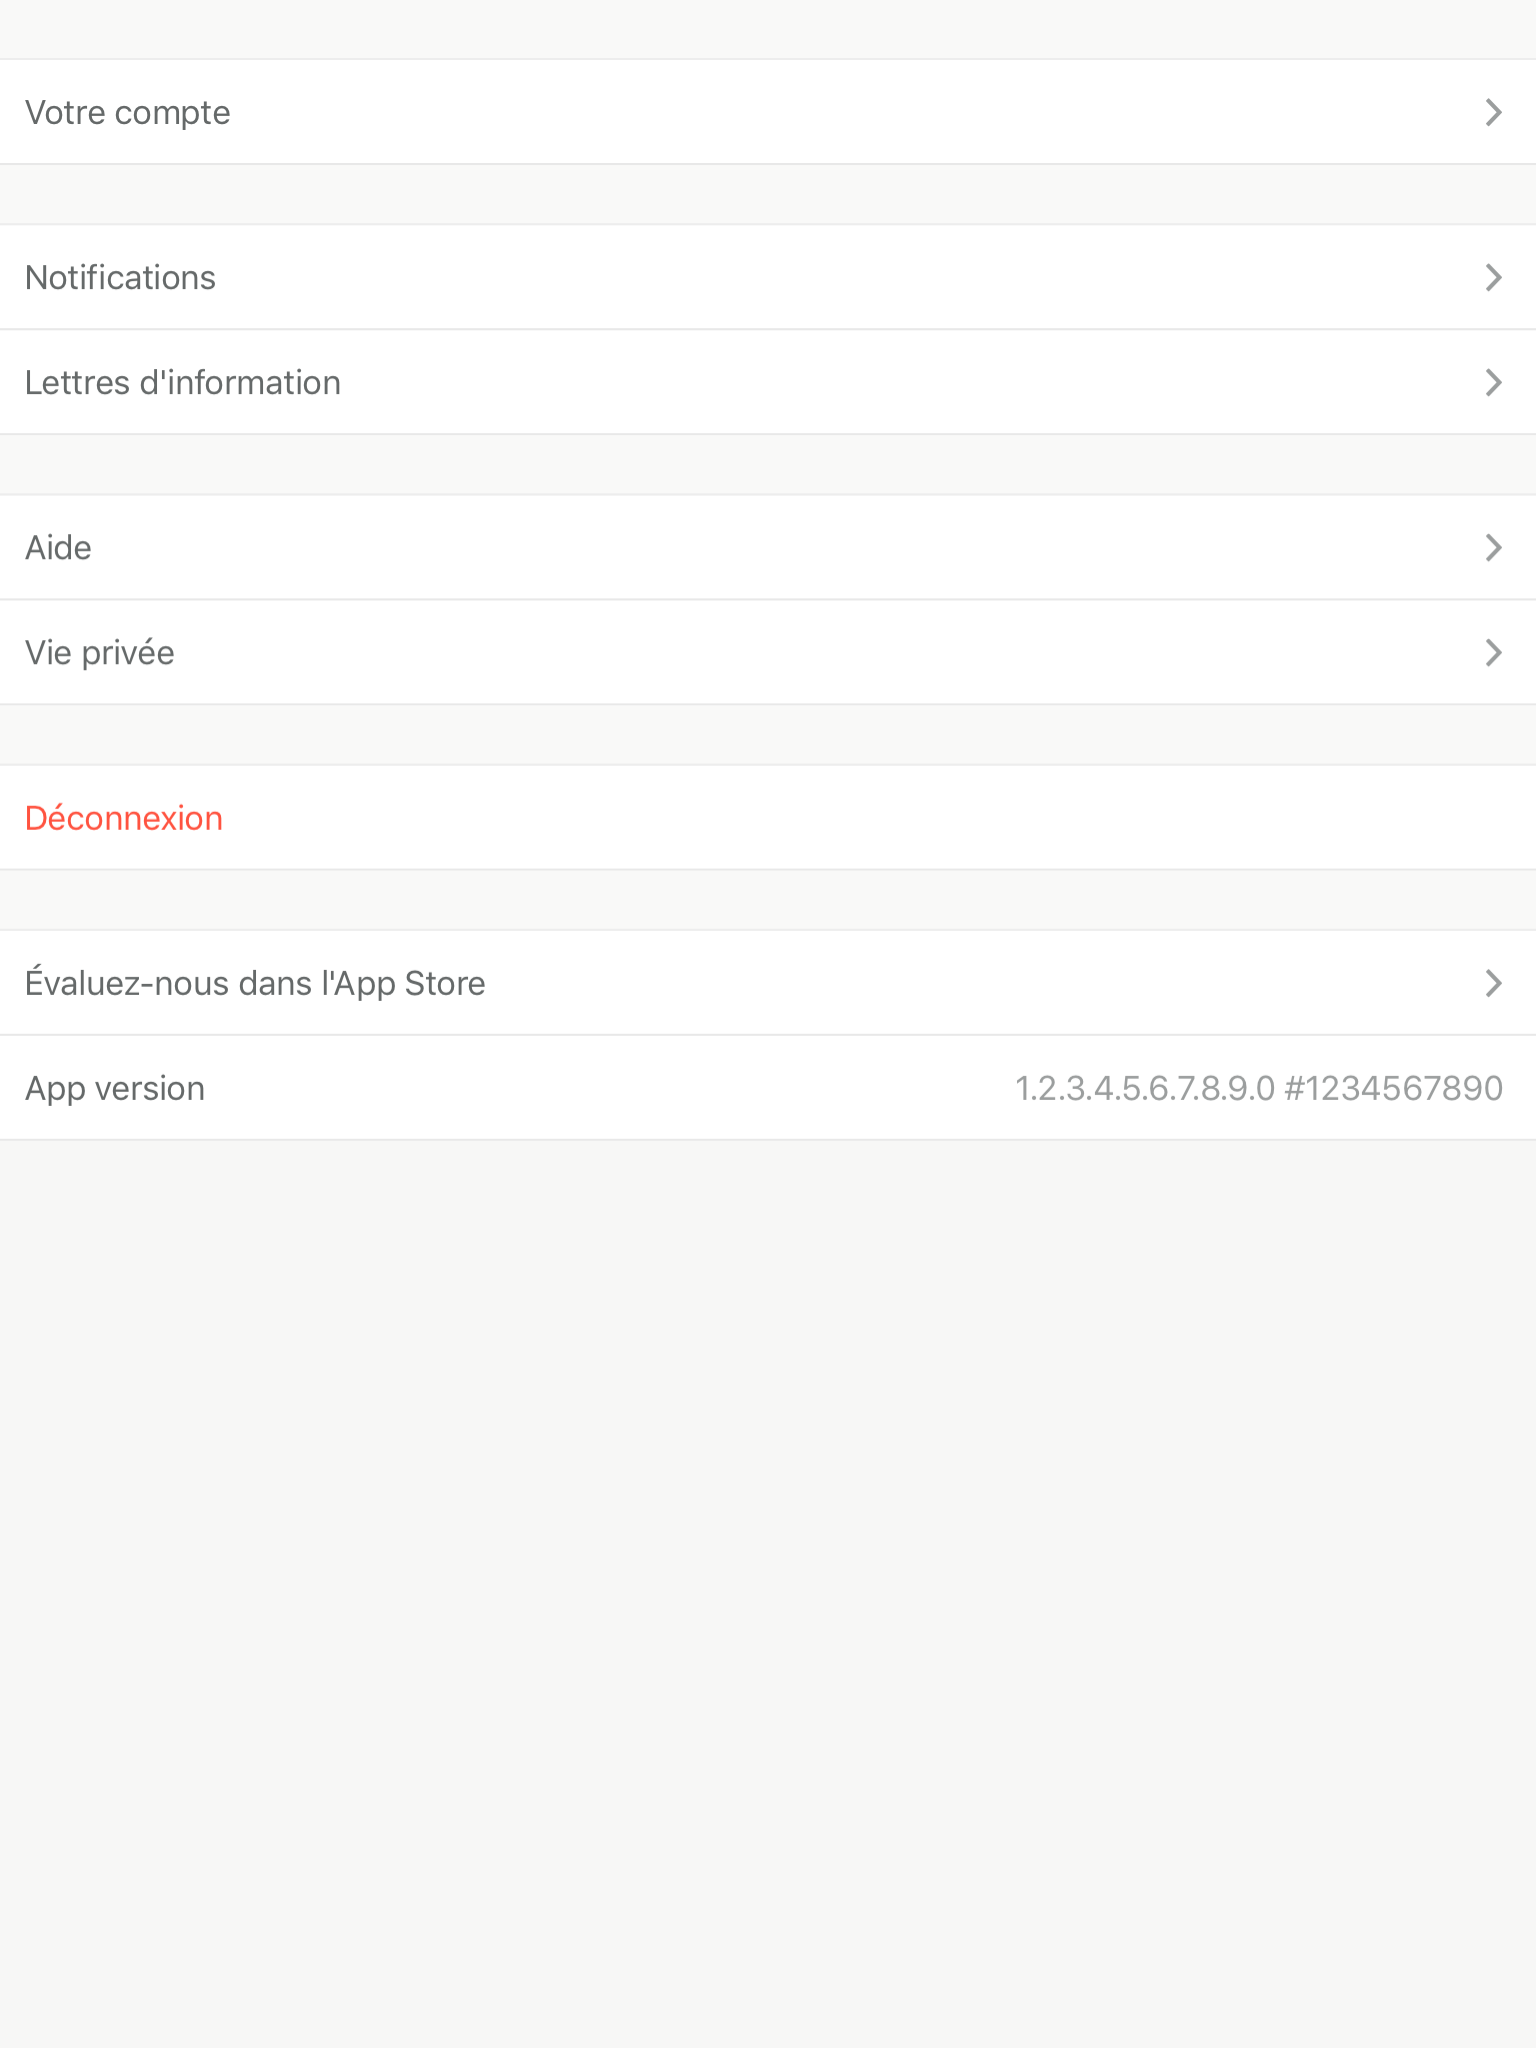 Votre compte
Notifications
Lettres d'information
Aide
Vie privée
Déconnexion
Évaluez-nous dans l'App Store
App version 1.2.3.4.5.6.7.8.9.0 #1234567890